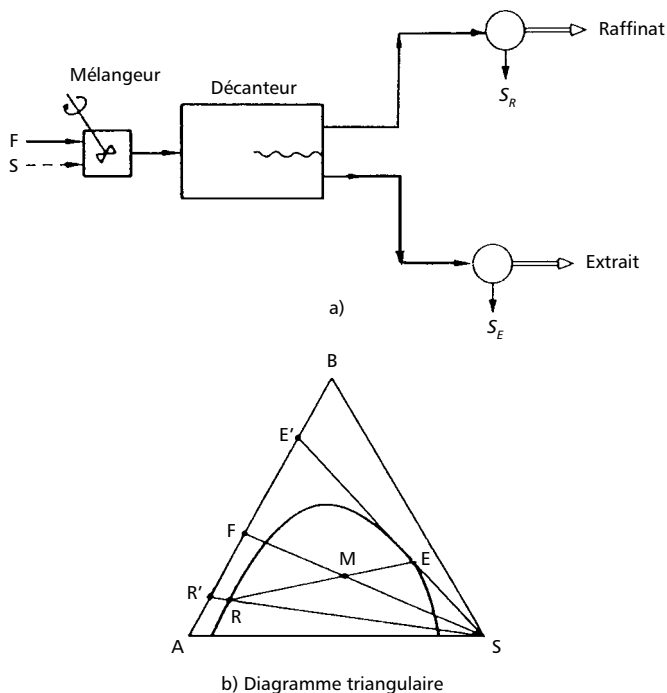 Raffinat
Mélangeur
Décanteur
S_R
F
S
Extrait
a)
S_E
B
E'
F
M
E
R'
R
A
S
b) Diagramme triangulaire